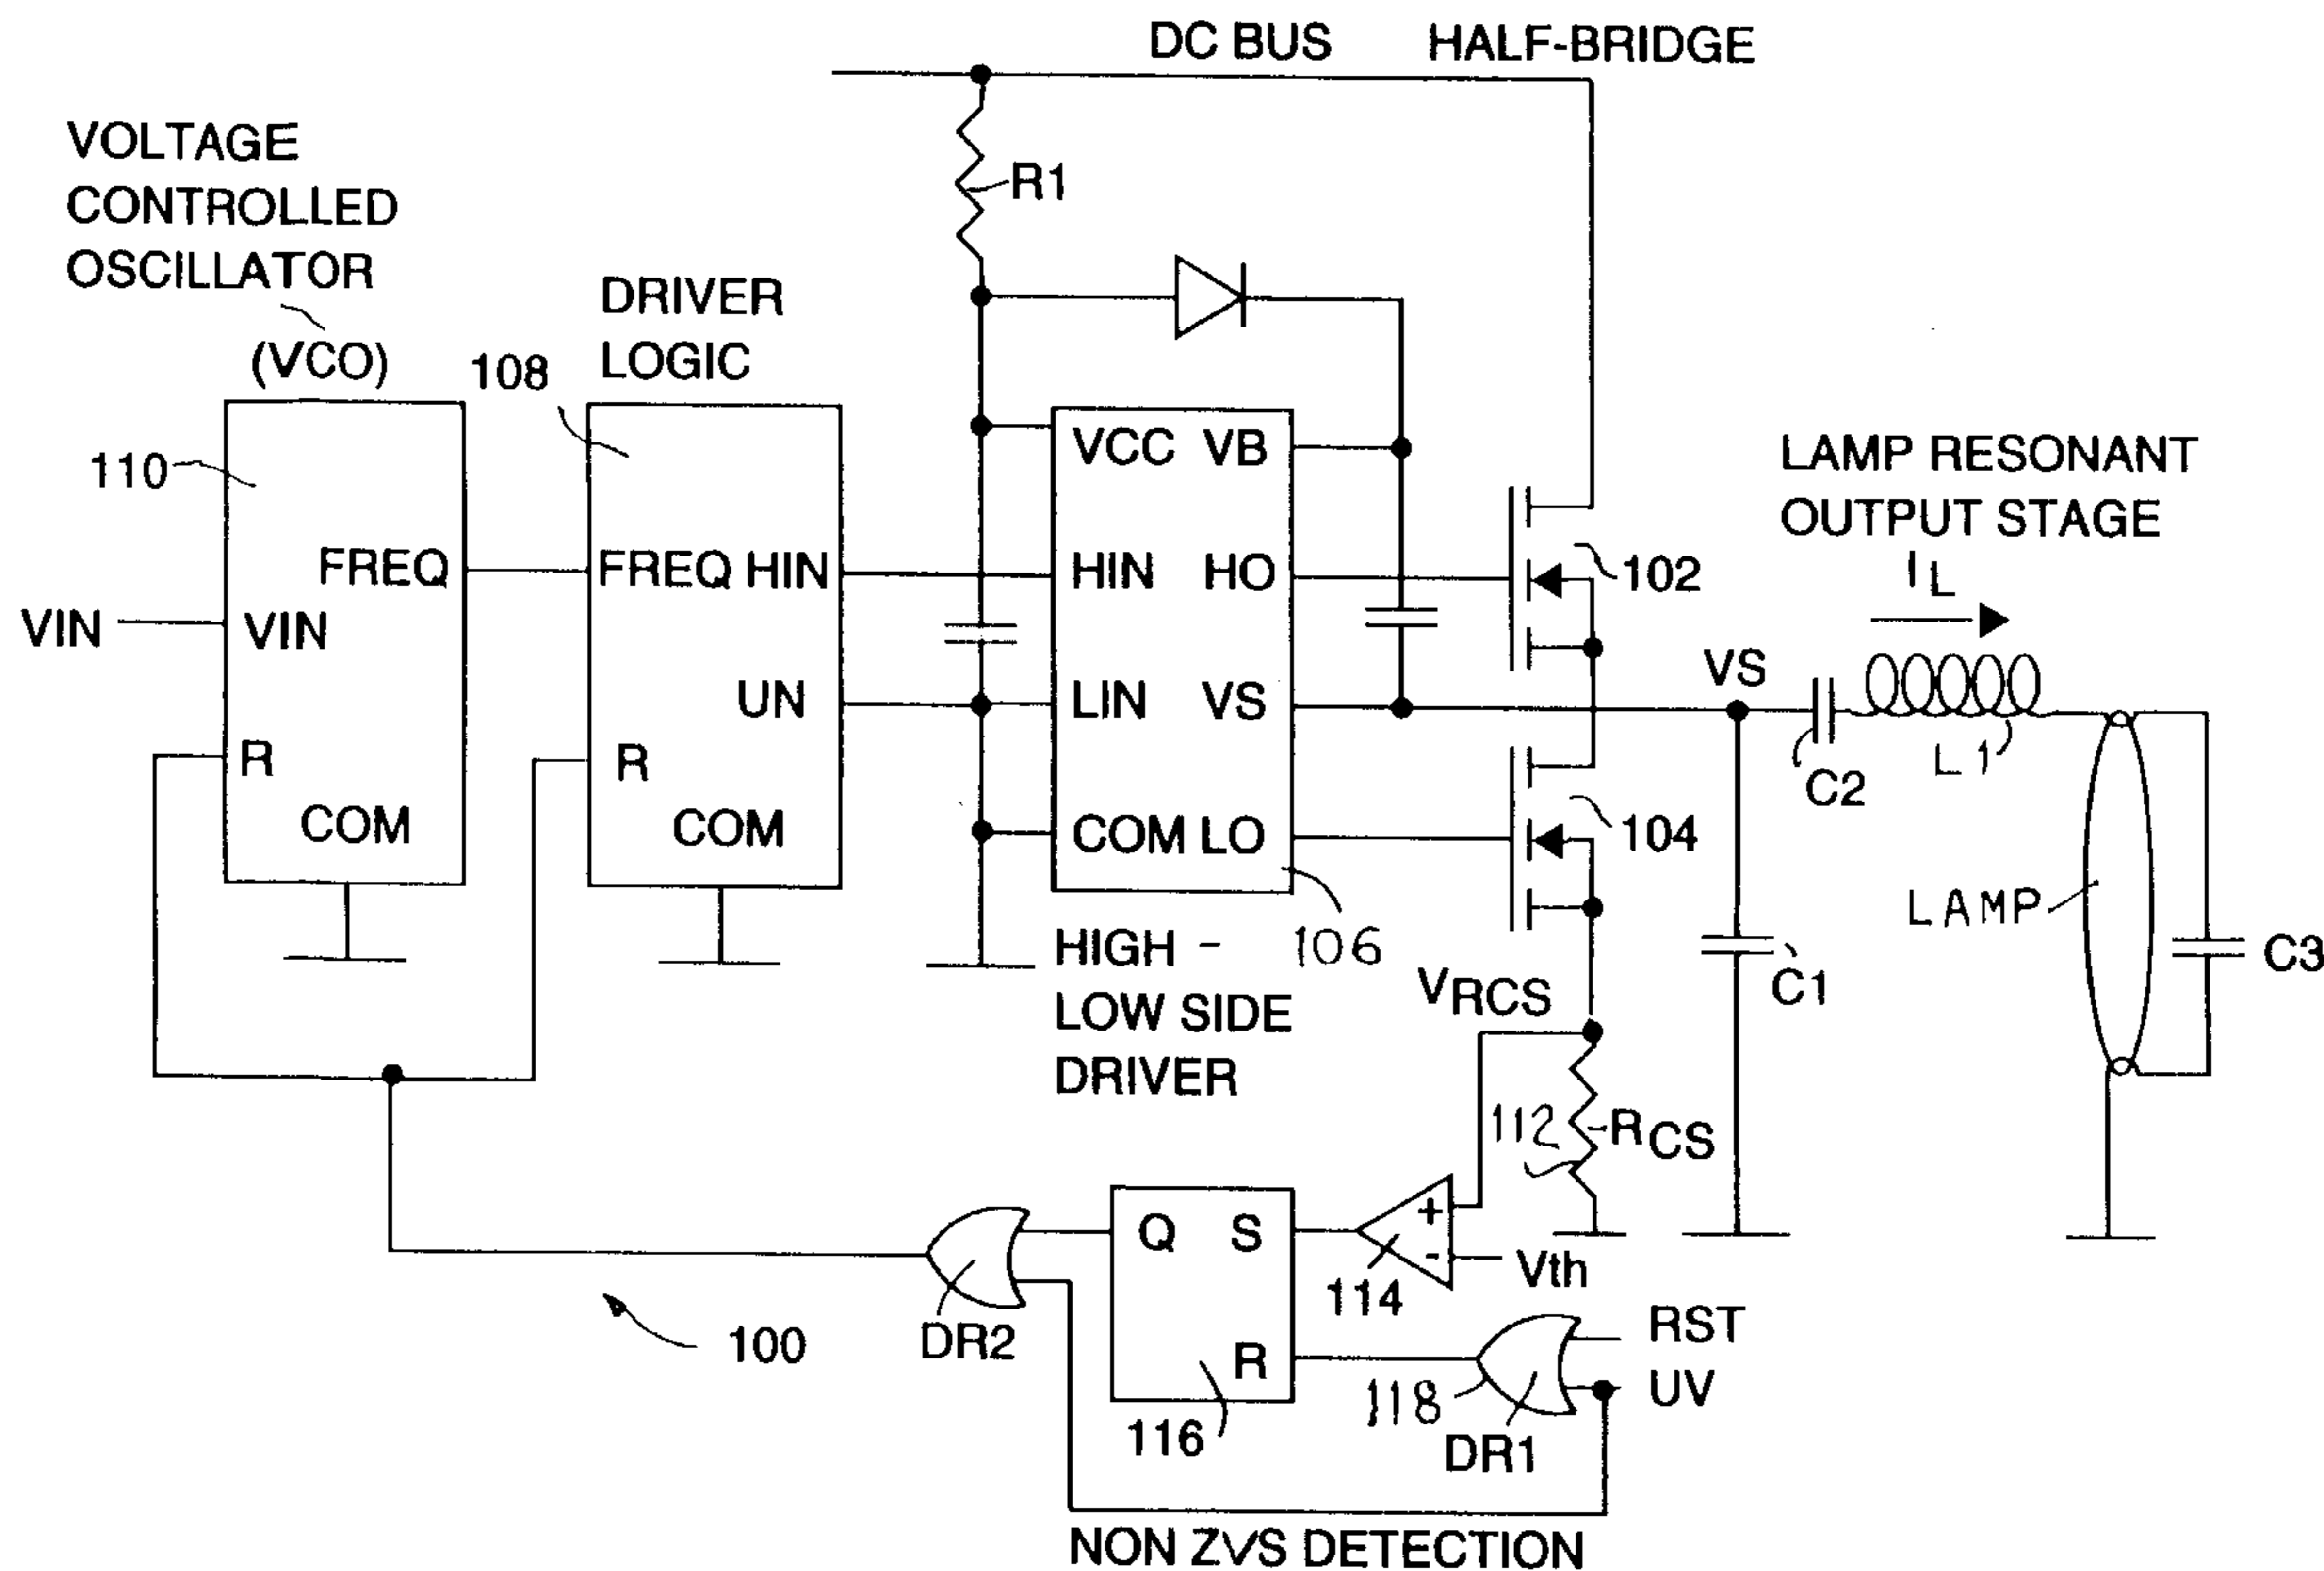 DC BUS
HALF-BRIDGE
VOLTAGE
CONTROLLED
OSCILLATOR
(VCO)
R1
DRIVER
LOGIC
108
110
VCC VB
LAMP RESONANT
OUTPUT STAGE
FREQ
FREQ HIN
HIN HO
102
IL
VIN
VIN
UN
LIN VS
VS
L1
C2
R
R
COM
COM
COM LO
104
LAMP
HIGH -
LOW SIDE
DRIVER
106
VRCS
C1
C3
112
RCS
Q S
+
-
Vth
114
100
DR2
R
RST
UV
118
116
DR1
NON ZVS DETECTION